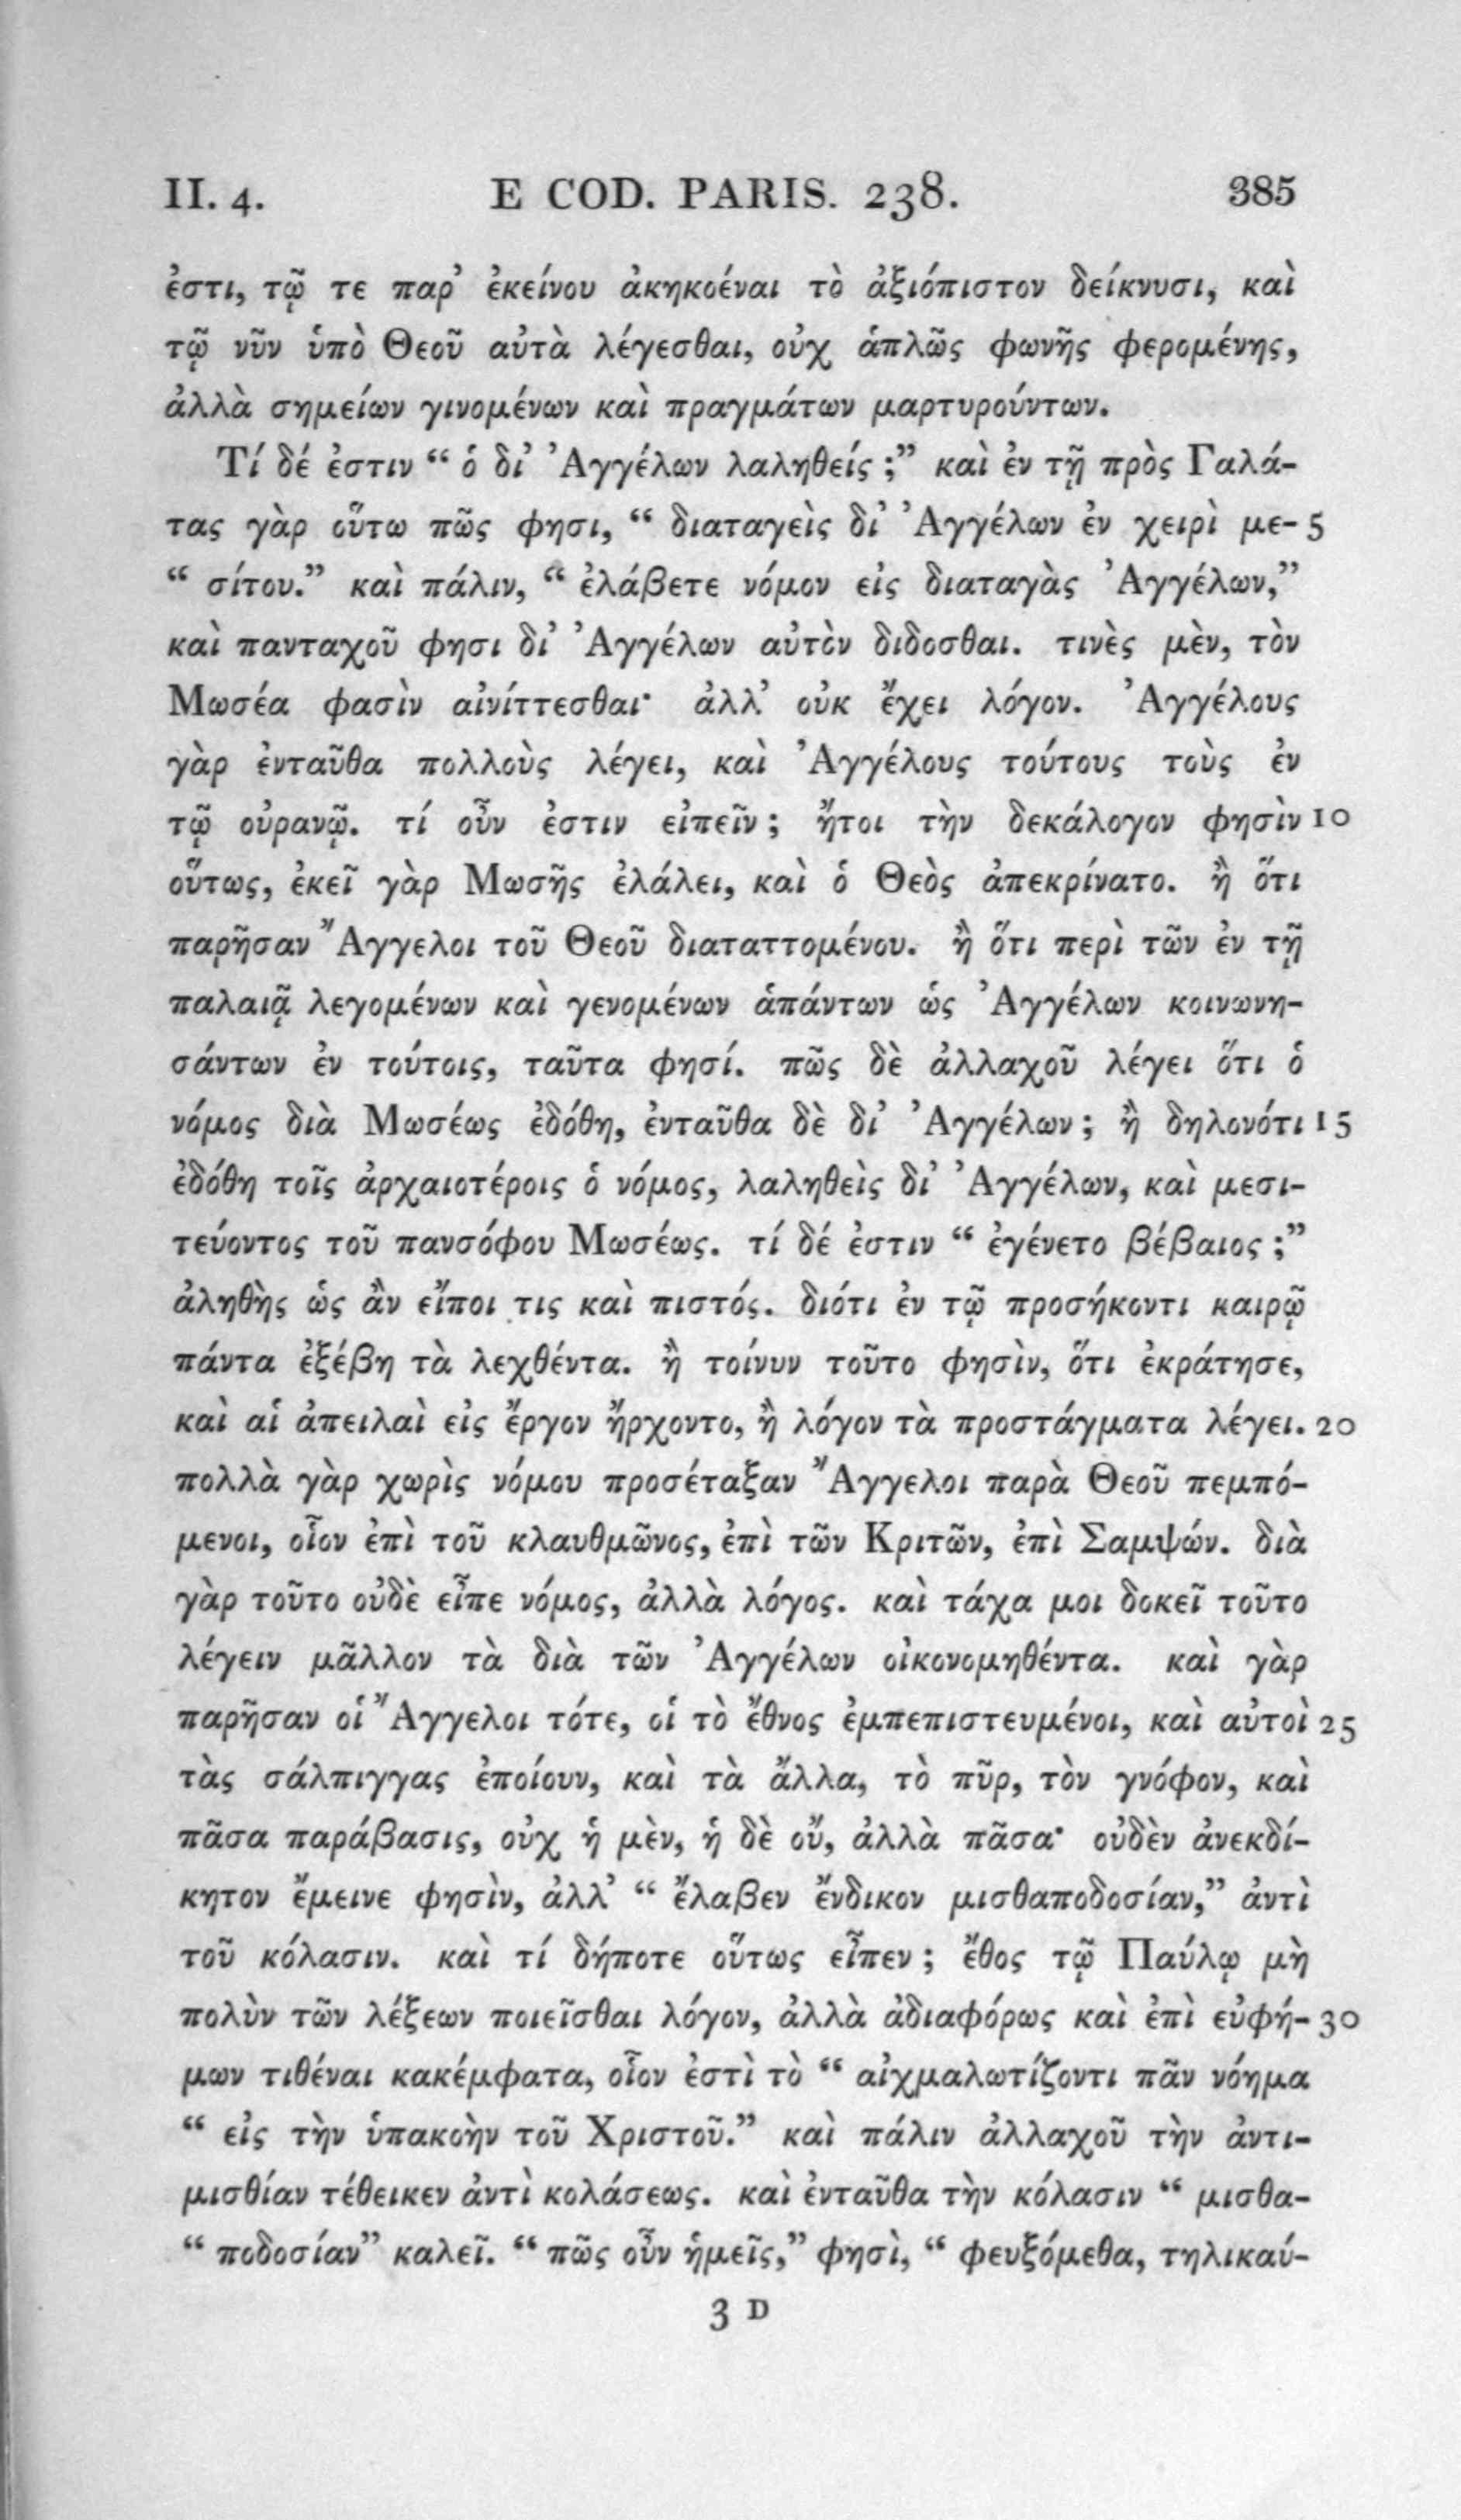 II. 4. E COD. PARIS. 238. 385
ἐστι, τῷ τε παρ’ ἐκείνου ἀκηκοέναι τὸ ἀξιόπιστον δείκνυσι, καὶ
τῷ νῦν ὑπὸ Θεοῦ αὐτὰ λέγεσθαι, οὐχ ἁπλῶς φωνῆς φερομένης,
ἀλλὰ σημείων γινομένων καὶ πραγμάτων μαρτυρούντων.
Τί δέ ἐστιν “ ὁ δι’ Ἀγγέλων λαληθείς ;” καὶ ἐν τῇ πρὸς Γαλά-
τας γὰρ οὕτω πῶς φησι, “ διαταγεὶς δι’ Ἀγγέλων ἐν χειρὶ με- 5
“ σίτου.” καὶ πάλιν, “ ἐλάβετε νόμον εἰς διαταγὰς Ἀγγέλων,”
καὶ πανταχοῦ φησι δι’ Ἀγγέλων αὐτὸν διδοσθαι. τινὲς μὲν, τὸν
Μωσέα φασὶν αἰνίττεσθαι· ἀλλ’ οὐκ ἔχει λόγον. Ἀγγέλους
γὰρ ἐνταῦθα πολλοὺς λέγει, καὶ Ἀγγέλους τούτους τοὺς ἐν
τῷ οὐρανῷ. τί οὖν ἐστιν εἰπεῖν ; ἤτοι τὴν δεκάλογον φησὶν 10
οὕτως, ἐκεῖ γὰρ Μωσῆς ἐλάλει, καὶ ὁ Θεὸς ἀπεκρίνατο. ἢ ὅτι
παρῆσαν Ἄγγελοι τοῦ Θεοῦ διαταττομένου. ἢ ὅτι περὶ τῶν ἐν τῇ
παλαιᾷ λεγομένων καὶ γενομένων ἁπάντων ὡς Ἀγγέλων κοινωνη-
σάντων ἐν τούτοις, ταῦτα φησί. πῶς δὲ ἀλλαχοῦ λέγει ὅτι ὁ
νόμος διὰ Μωσέως ἐδόθη, ἐνταῦθα δὲ δι’ Ἀγγέλων ; ἢ δηλονότι 15
ἐδόθη τοῖς ἀρχαιοτέροις ὁ νόμος, λαληθεὶς δι’ Ἀγγέλων, καὶ μεσι-
τεύοντος τοῦ πανσόφου Μωσέως. τί δέ ἐστιν “ ἐγένετο βέβαιος ;”
ἀληθὴς ὡς ἂν εἴποι τις καὶ πιστός. διότι ἐν τῷ προσήκοντι καιρῷ
πάντα ἐξέβη τὰ λεχθέντα. ἢ τοίνυν τοῦτο φησὶν, ὅτι ἐκράτησε,
καὶ αἱ ἀπειλαὶ εἰς ἔργον ἤρχοντο, ἢ λόγον τὰ προστάγματα λέγει. 20
πολλὰ γὰρ χωρὶς νόμου προσέταξαν Ἄγγελοι παρὰ Θεοῦ πεμπό-
μενοι, οἷον ἐπὶ τοῦ κλαυθμῶνος, ἐπὶ τῶν Κριτῶν, ἐπὶ Σαμψών. διὰ
γὰρ τοῦτο οὐδὲ εἶπε νόμος, ἀλλὰ λόγος. καὶ τάχα μοι δοκεῖ τοῦτο
λέγειν μᾶλλον τὰ διὰ τῶν Ἀγγέλων οἰκονομηθέντα. καὶ γὰρ
παρῆσαν οἱ Ἄγγελοι τότε, οἱ τὸ ἔθνος ἐμπεπιστευμένοι, καὶ αὐτοὶ 25
τὰς σάλπιγγας ἐποίουν, καὶ τὰ ἄλλα, τὸ πῦρ, τὸν γνόφον, καὶ
πᾶσα παράβασις, οὐχ ἡ μὲν, ἡ δὲ οὔ, ἀλλὰ πᾶσα· οὐδὲν ἀνεκδί-
κητον ἔμεινε φησὶν, ἀλλ’ “ ἔλαβεν ἔνδικον μισθαποδοσίαν,” ἀντὶ
τοῦ κόλασιν. καὶ τί δήποτε οὕτως εἶπεν ; ἔθος τῷ Παύλῳ μὴ
πολὺν τῶν λέξεων ποιεῖσθαι λόγον, ἀλλὰ ἀδιαφόρως καὶ ἐπὶ εὐφή- 30
μων τιθέναι κακέμφατα, οἷον ἐστὶ τὸ “ αἰχμαλωτίζοντι πᾶν νόημα
“ εἰς τὴν ὑπακοὴν τοῦ Χριστοῦ.” καὶ πάλιν ἀλλαχοῦ τὴν ἀντι-
μισθίαν τέθεικεν ἀντὶ κολάσεως. καὶ ἐνταῦθα τὴν κόλασιν “ μισθα-
“ ποδοσίαν” καλεῖ. “ πῶς οὖν ἡμεῖς,” φησὶ, “ φευξόμεθα, τηλικαύ-
3 D